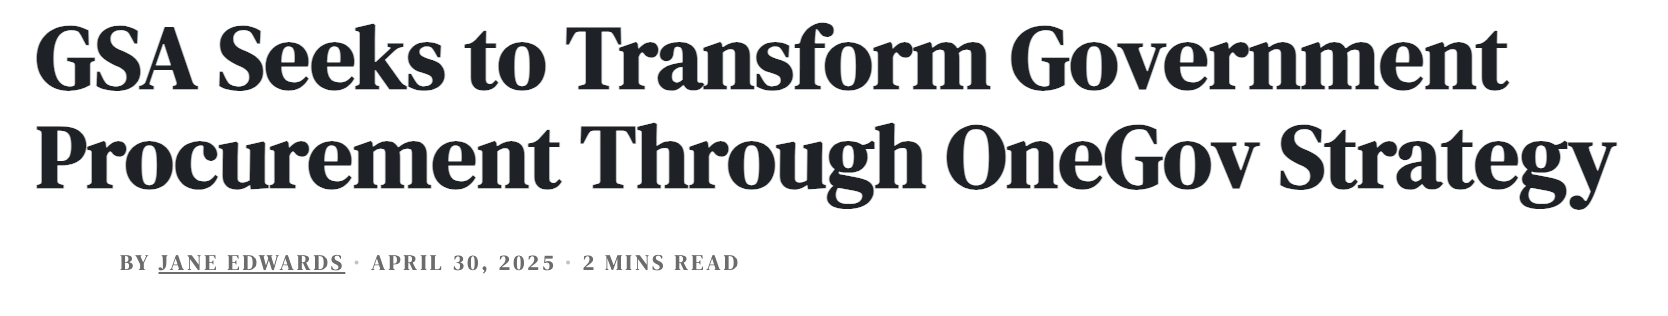 GSA Seeks to Transform Government
Procurement Through OneGov Strategy
BY JANE EDWARDS · APRIL 30, 2025 · 2 MINS READ